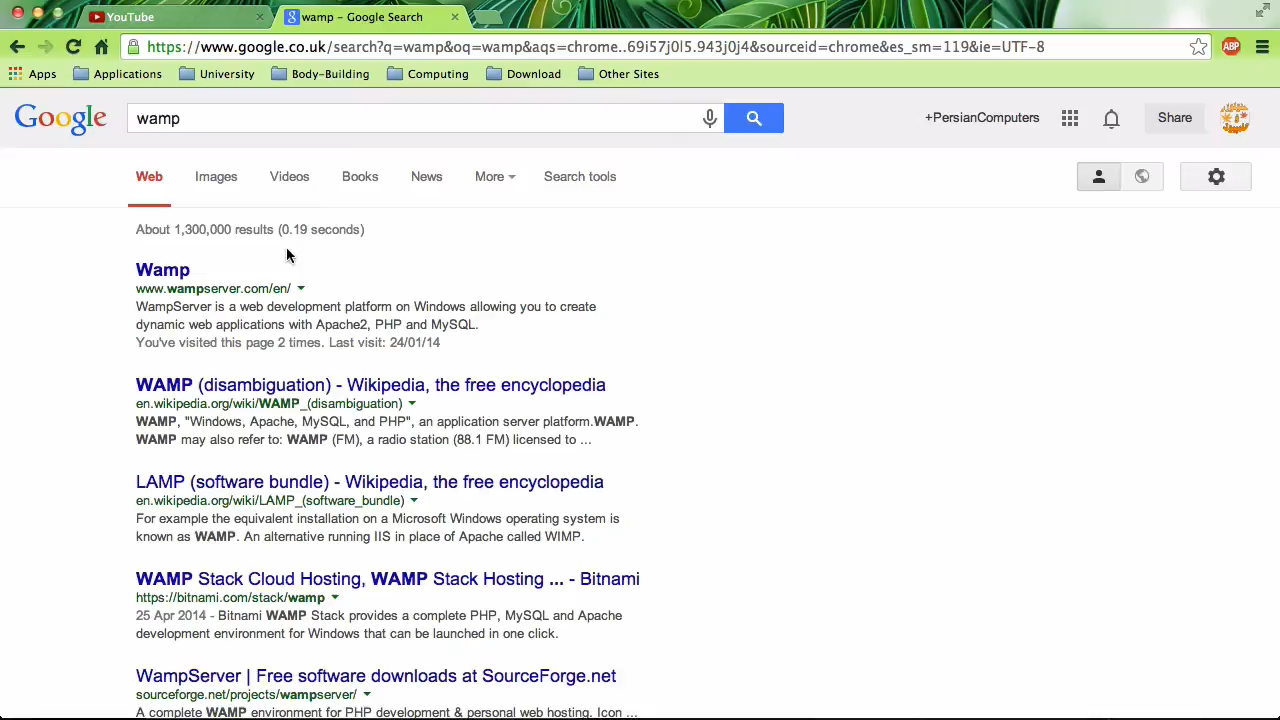 YouTube
wamp - Google Search
https://www.google.co.uk/search?q=wamp&oq=wamp&aqs=chrome..69i57j0l5.943j0j4&sourceid=chrome&es_sm=119&ie=UTF-8
ABP
Apps
Applications
University
Body-Building
Computing
Download
Other Sites
Google
wamp
+PersianComputers
Share
Web
Images
Videos
Books
News
More
Search tools
About 1,300,000 results (0.19 seconds)
Wamp
www.wampserver.com/en/
WampServer is a web development platform on Windows allowing you to create
dynamic web applications with Apache2, PHP and MySQL.
You've visited this page 2 times. Last visit: 24/01/14
WAMP (disambiguation) - Wikipedia, the free encyclopedia
en.wikipedia.org/wiki/WAMP_(disambiguation)
WAMP, "Windows, Apache, MySQL, and PHP", an application server platform.WAMP.
WAMP may also refer to: WAMP (FM), a radio station (88.1 FM) licensed to ...
LAMP (software bundle) - Wikipedia, the free encyclopedia
en.wikipedia.org/wiki/LAMP_(software_bundle)
For example the equivalent installation on a Microsoft Windows operating system is
known as WAMP. An alternative running IIS in place of Apache called WIMP.
WAMP Stack Cloud Hosting, WAMP Stack Hosting ... - Bitnami
https://bitnami.com/stack/wamp
25 Apr 2014 - Bitnami WAMP Stack provides a complete PHP, MySQL and Apache
development environment for Windows that can be launched in one click.
WampServer | Free software downloads at SourceForge.net
sourceforge.net/projects/wampserver/
A complete WAMP environment for PHP development & personal web hosting. Icon ...